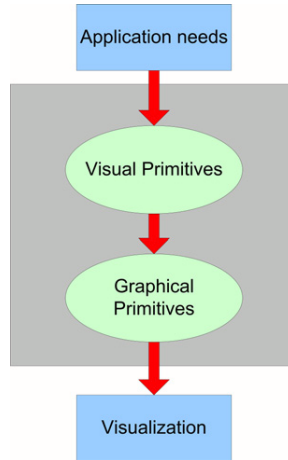 Application needs
Visual Primitives
Graphical
Primitives
Visualization